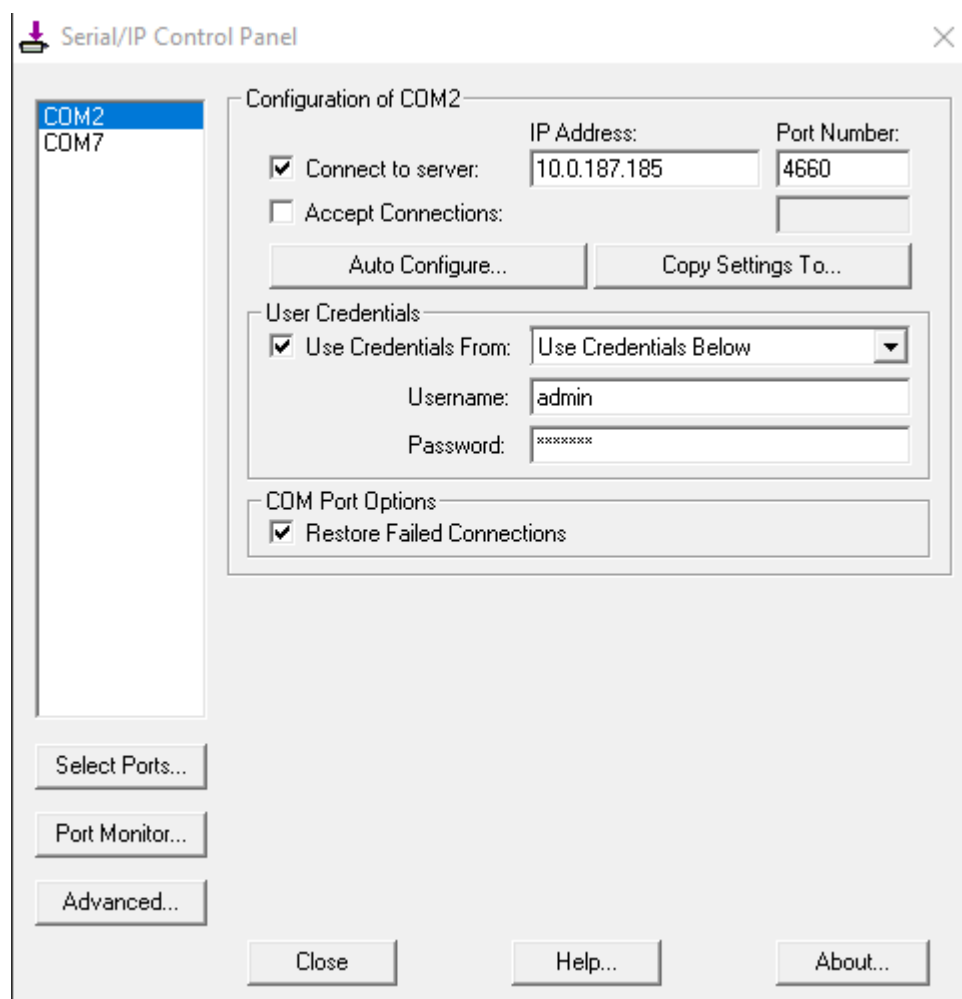 Serial/IP Control Panel
COM2
COM7
Configuration of COM2
IP Address: Port Number:
Connect to server: 10.0.187.185 4660
Accept Connections:
Auto Configure... Copy Settings To...
User Credentials
Use Credentials From: Use Credentials Below
Username: admin
Password: *******
COM Port Options
Restore Failed Connections
Select Ports...
Port Monitor...
Advanced...
Close Help... About...